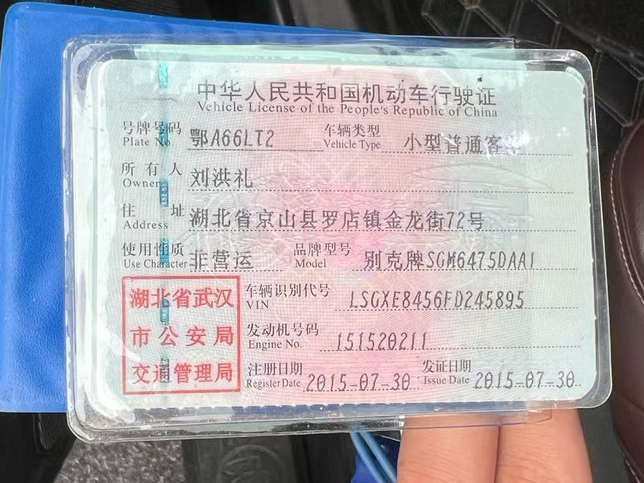 中华人民共和国机动车行驶证
Vehicle License of the People's Republic of China
号牌号码 鄂A66LT2 车辆类型 小型普通客车
Plate No. Vehicle Type
所有人 刘洪礼
Owner
住址 湖北省京山县罗店镇金龙街72号
Address
使用性质 非营运 品牌型号 别克牌SGM6475DAA1
Use Character Model
湖北省武汉
市公安局
交通管理局
车辆识别代号 LSGXE8456FD245895
VIN
发动机号码 151520211
Engine No.
注册日期 2015-07-30 发证日期 2015-07-30
Register Date Issue Date